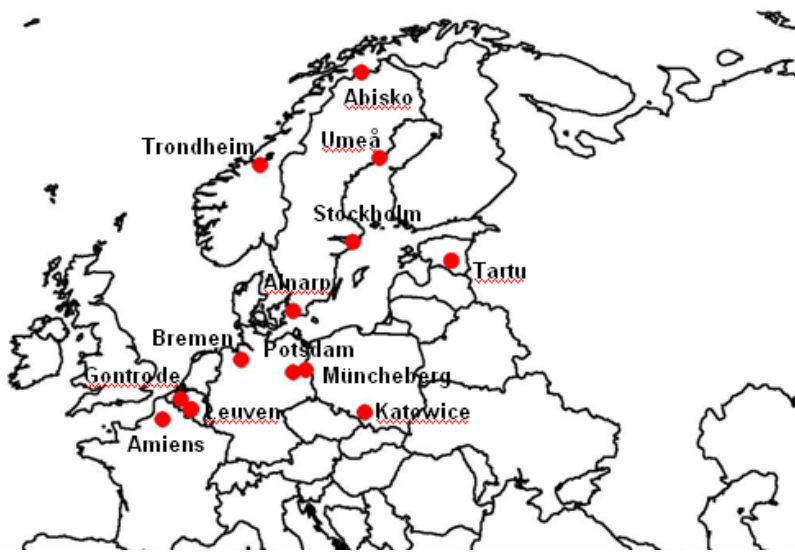 Abisko
Umeå
Trondheim
Stockholm
Tartu
Alnarp
Bremen
Potsdam
Gontrode
Müncheberg
Leuven
Katowice
Amiens